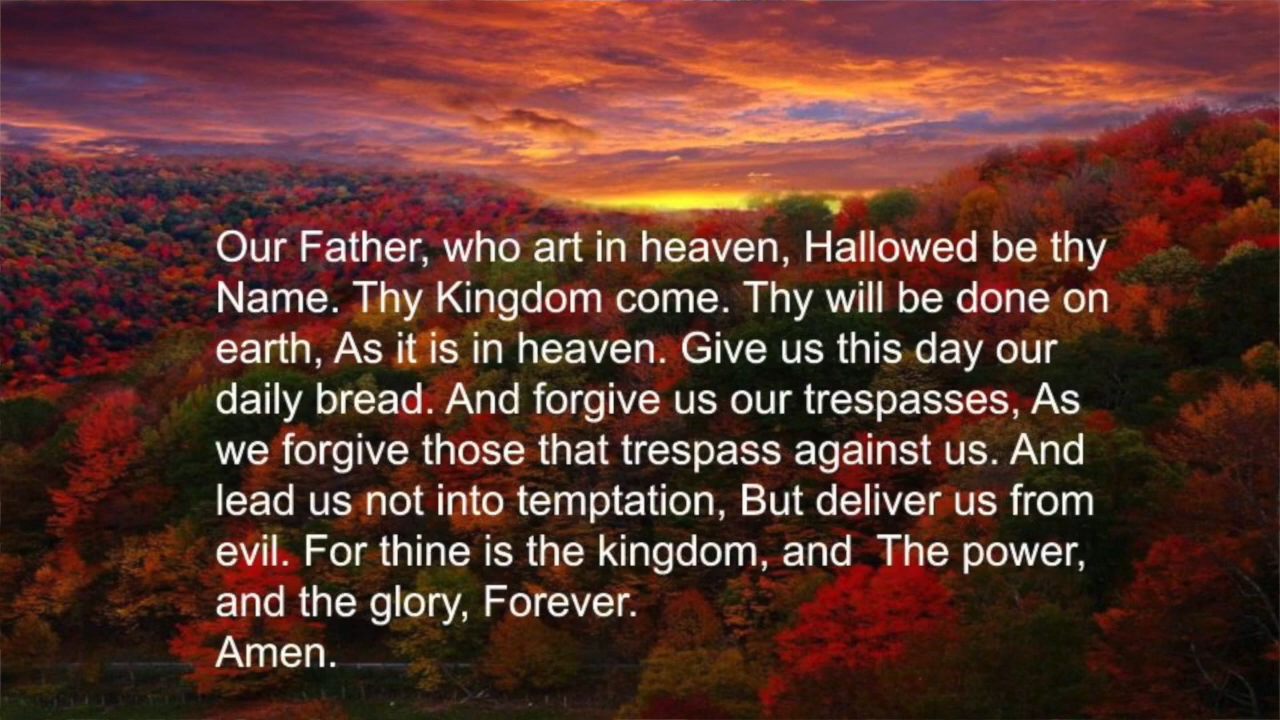 Our Father, who art in heaven, Hallowed be thy
Name. Thy Kingdom come. Thy will be done on
earth, As it is in heaven. Give us this day our
daily bread. And forgive us our trespasses, As
we forgive those that trespass against us. And
lead us not into temptation, But deliver us from
evil. For thine is the kingdom, and  The power,
and the glory, Forever.
Amen.